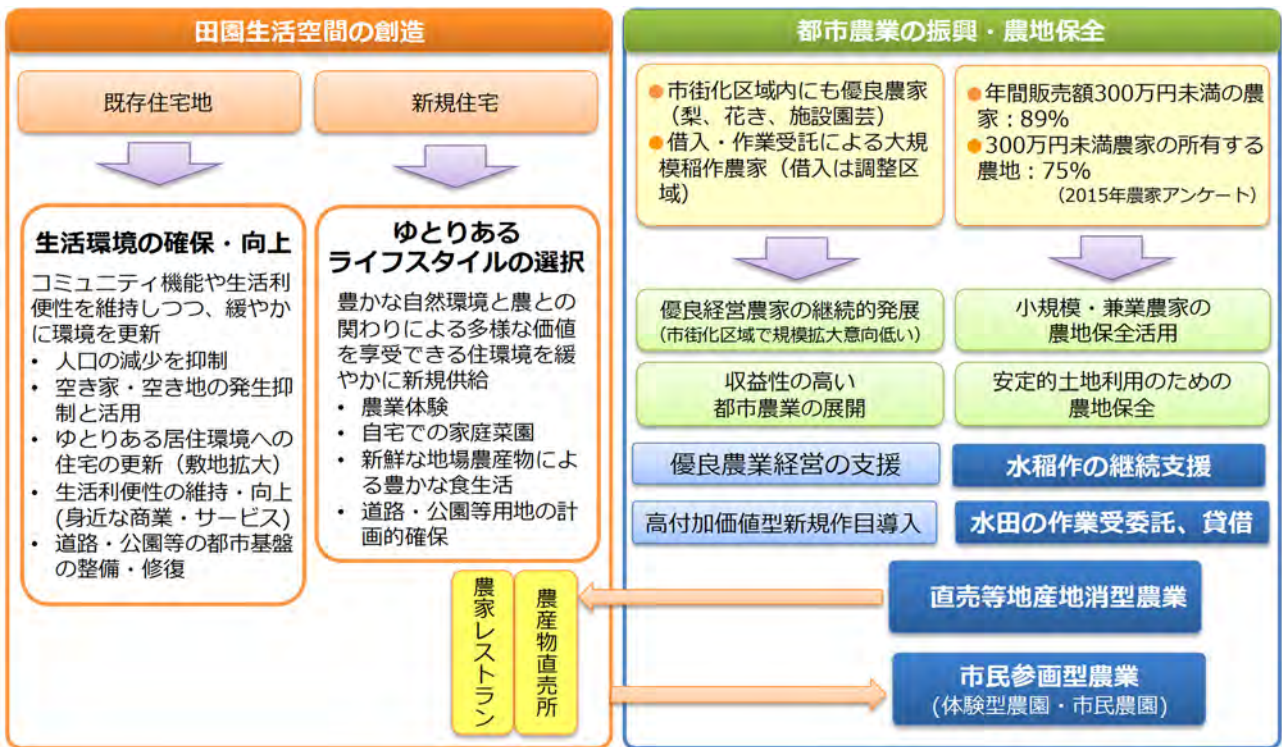 田園生活空間の創造
既存住宅地
新規住宅
生活環境の確保・向上
コミュニティ機能や生活利
便性を維持しつつ、緩やか
に環境を更新
• 人口の減少を抑制
• 空き家・空き地の発生抑
制と活用
• ゆとりある居住環境への
住宅の更新（敷地拡大）
• 生活利便性の維持・向上
(身近な商業・サービス)
• 道路・公園等の都市基盤
の整備・修復
ゆとりある
ライフスタイルの選択
豊かな自然環境と農との
関わりによる多様な価値
を享受できる住環境を緩
やかに新規供給
• 農業体験
• 自宅での家庭菜園
• 新鮮な地場農産物によ
る豊かな食生活
• 道路・公園等用地の計
画的確保
農家レストラン
農産物直売所
都市農業の振興・農地保全
●市街化区域内にも優良農家
（梨、花き、施設園芸）
●借入・作業受託による大規
模稲作農家（借入は調整区
域）
●年間販売額300万円未満の農
家：89%
●300万円未満農家の所有する
農地：75%
（2015年農家アンケート）
優良経営農家の継続的発展
（市街化区域で規模拡大意向低い）
小規模・兼業農家の
農地保全活用
収益性の高い
都市農業の展開
安定的土地利用のための
農地保全
優良農業経営の支援
水稲作の継続支援
高付加価値型新規作目導入
水田の作業受委託、貸借
直売等地産地消型農業
市民参画型農業
(体験型農園・市民農園)